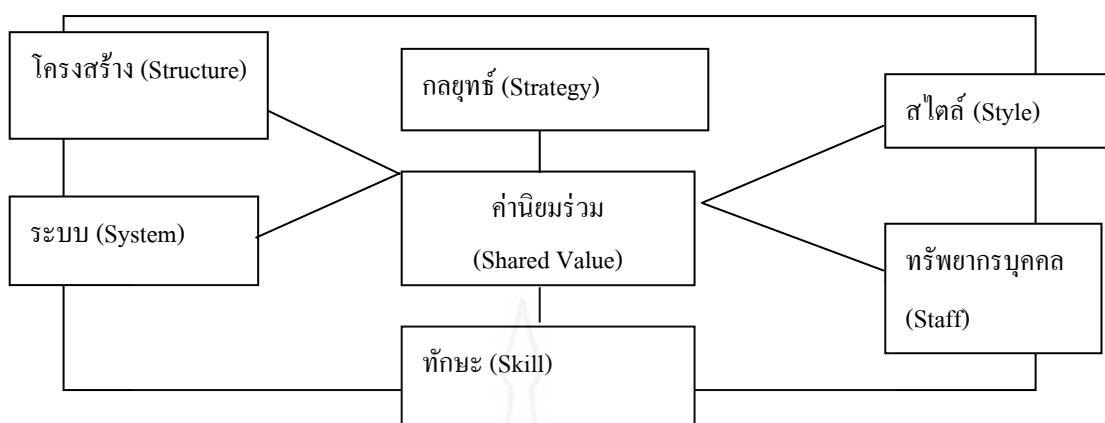 โครงสร้าง (Structure)
กลยุทธ์ (Strategy)
สไตล์ (Style)
ค่านิยมร่วม
(Shared Value)
ระบบ (System)
ทรัพยากรบุคคล
(Staff)
ทักษะ (Skill)